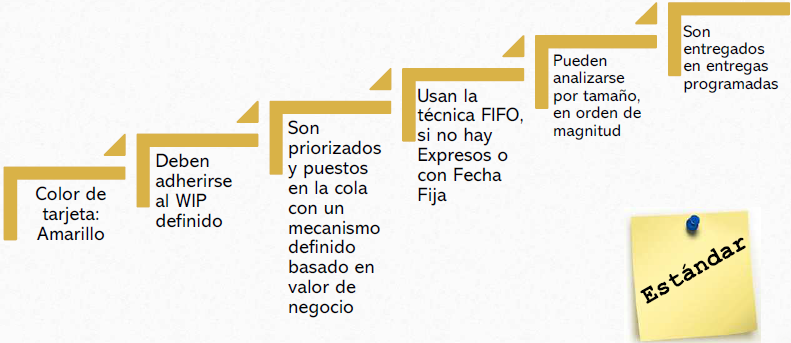 Color de
tarjeta:
Amarillo
Deben
adherirse
al WIP
definido
Son
priorizados
y puestos
en la cola
con un
mecanismo
definido
basado en
valor de
negocio
Usan la
técnica FIFO,
si no hay
Expresos o
con Fecha
Fija
Pueden
analizarse
por tamaño,
en orden de
magnitud
Son
entregados
en entregas
programadas
Estándar